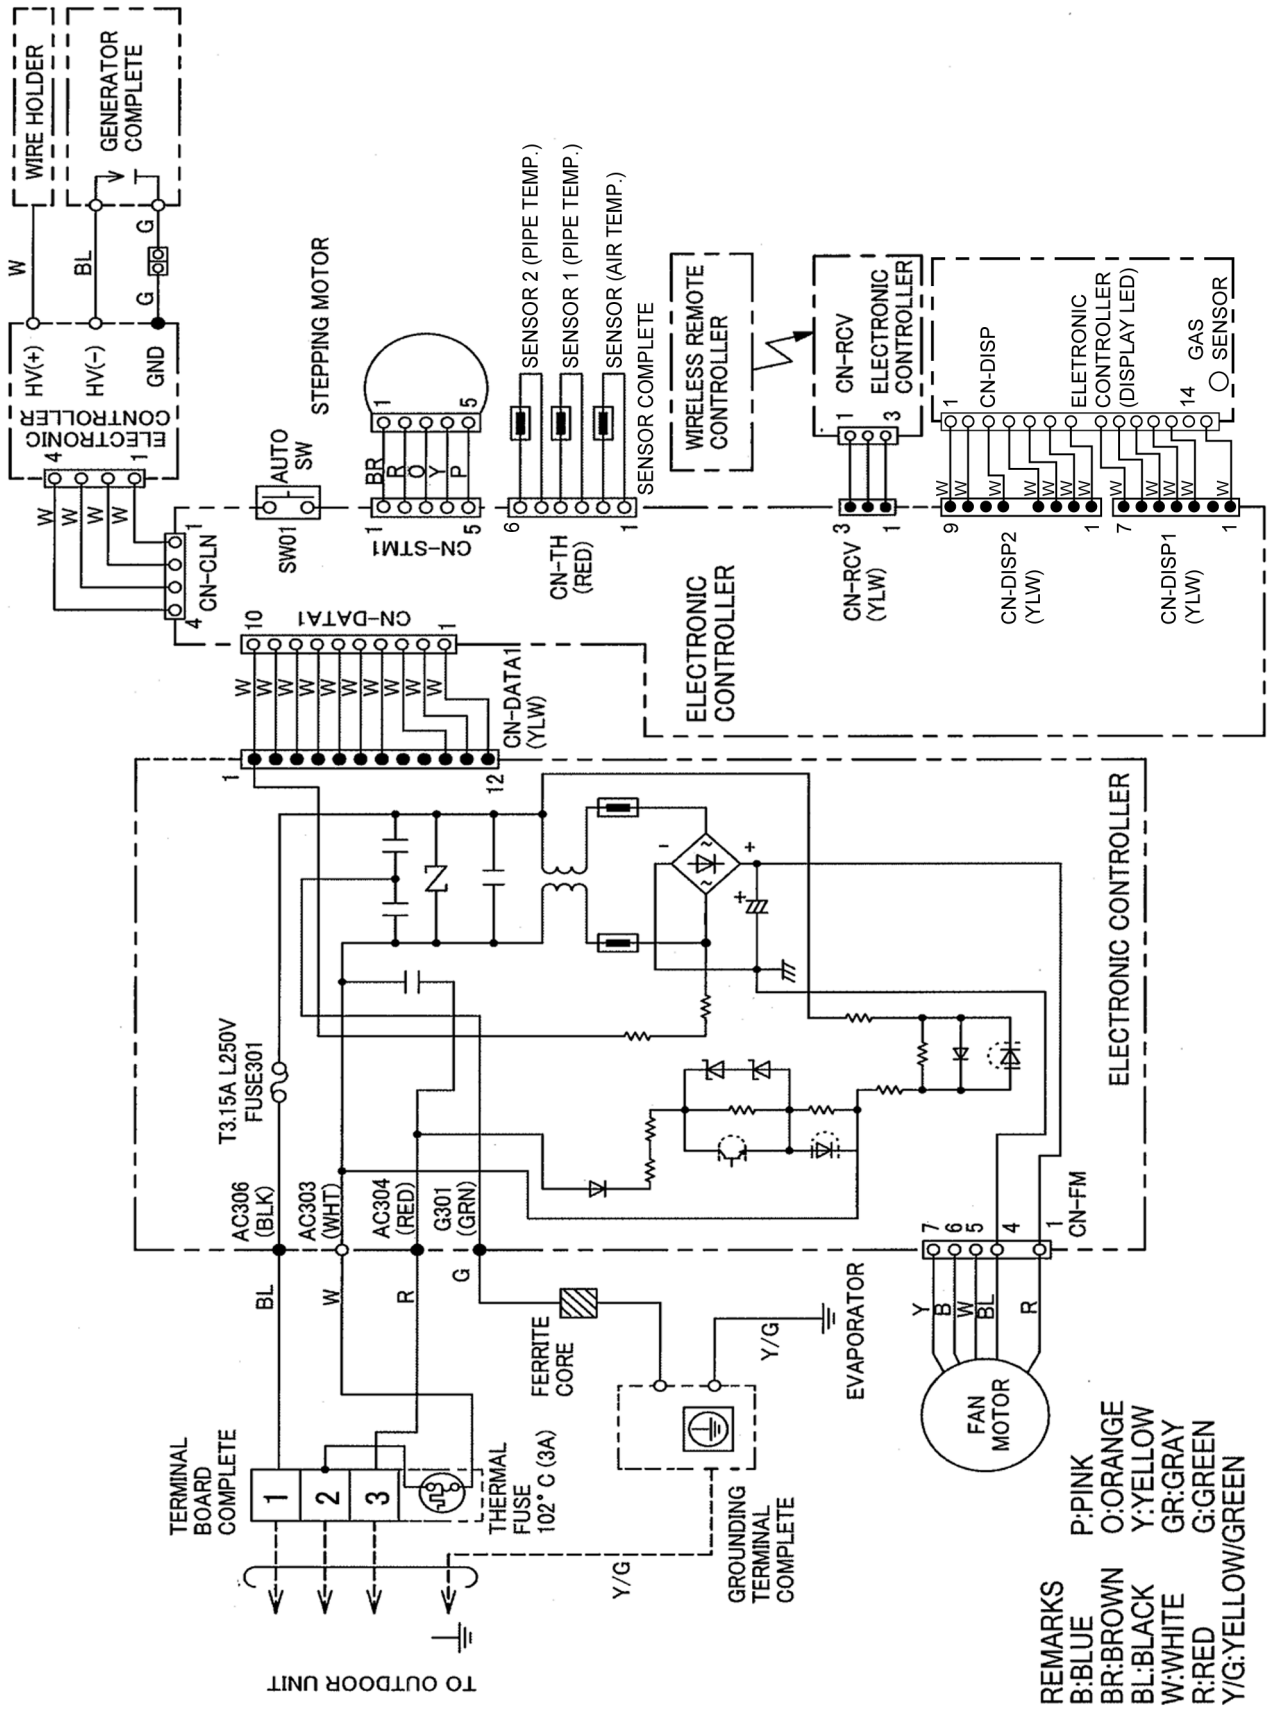 WIRE HOLDER
GENERATOR
COMPLETE
W
BL
G
G
HV(+)
HV(-)
GND
ELECTRONIC
CONTROLLER
4
1
W
W
W
W
1
CN-CLN
4
AUTO
SW
SW01
STEPPING MOTOR
1
5
BR
R
O
Y
P
1
5
CN-STM1
SENSOR 2 (PIPE TEMP.)
SENSOR 1 (PIPE TEMP.)
SENSOR (AIR TEMP.)
SENSOR COMPLETE
6
1
CN-TH
(RED)
WIRELESS REMOTE
CONTROLLER
CN-RCV
ELECTRONIC
CONTROLLER
1
3
3
1
CN-RCV
(YLW)
1
CN-DISP
ELETRONIC
CONTROLLER
(DISPLAY LED)
14
GAS
SENSOR
W
W
W
W
W
W
W
W
W
W
W
W
W
W
9
1
CN-DISP2
(YLW)
7
1
CN-DISP1
(YLW)
ELECTRONIC
CONTROLLER
10
CN-DATA1
1
W
W
W
W
W
W
W
W
W
W
CN-DATA1
(YLW)
1
12
T3.15A L250V
FUSE301
-
+
~
~
+
ELECTRONIC CONTROLLER
AC306
(BLK)
AC303
(WHT)
AC304
(RED)
G301
(GRN)
BL
W
R
G
7
6
5
4
1
CN-FM
Y
B
W
BL
R
FAN
MOTOR
FERRITE
CORE
EVAPORATOR
Y/G
TERMINAL
BOARD
COMPLETE
1
2
3
THERMAL
FUSE
102° C (3A)
Y/G
GROUNDING
TERMINAL
COMPLETE
TO OUTDOOR UNIT
REMARKS
B:BLUE P:PINK
BR:BROWN O:ORANGE
BL:BLACK Y:YELLOW
W:WHITE GR:GRAY
R:RED G:GREEN
Y/G:YELLOW/GREEN